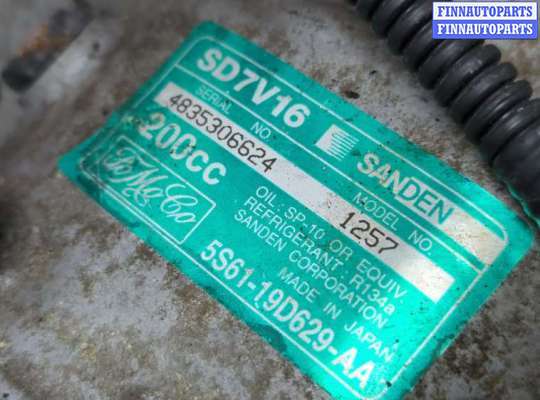 FINNAUTOPARTS
FINNAUTOPARTS
SD7V16 SANDEN
SERIAL NO. MODEL NO.
4835306624 1257
200CC
OIL: SP-10 OR EQUIV.
REFRIGERANT: R134a
SANDEN CORPORATION
MADE IN JAPAN
FoMoCo
5S61-19D629-AA